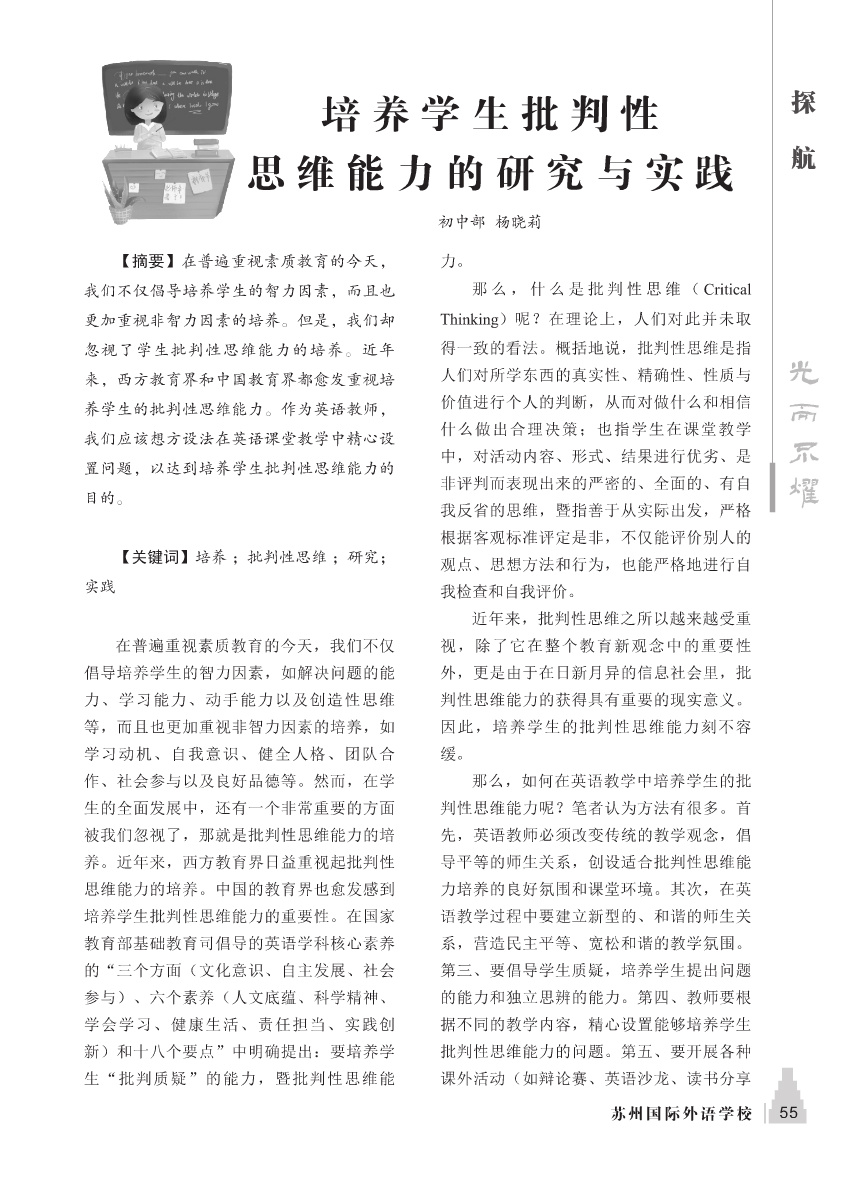 培养学生批判性
思维能力的研究与实践
初中部 杨晓莉
【摘要】在普遍重视素质教育的今天，
我们不仅倡导培养学生的智力因素，而且也
更加重视非智力因素的培养。但是，我们却
忽视了学生批判性思维能力的培养。近年
来，西方教育界和中国教育界都愈发重视培
养学生的批判性思维能力。作为英语教师，
我们应该想方设法在英语课堂教学中精心设
置问题，以达到培养学生批判性思维能力的
目的。
【关键词】培养；批判性思维；研究；
实践
在普遍重视素质教育的今天，我们不仅
倡导培养学生的智力因素，如解决问题的能
力、学习能力、动手能力以及创造性思维
等，而且也更加重视非智力因素的培养，如
学习动机、自我意识、健全人格、团队合
作、社会参与以及良好品德等。然而，在学
生的全面发展中，还有一个非常重要的方面
被我们忽视了，那就是批判性思维能力的培
养。近年来，西方教育界日益重视起批判性
思维能力的培养。中国的教育界也愈发感到
培养学生批判性思维能力的重要性。在国家
教育部基础教育司倡导的英语学科核心素养
的“三个方面（文化意识、自主发展、社会
参与）、六个素养（人文底蕴、科学精神、
学会学习、健康生活、责任担当、实践创
新）和十八个要点”中明确提出：要培养学
生“批判质疑”的能力，暨批判性思维能
力。
那么，什么是批判性思维（Critical
Thinking）呢？在理论上，人们对此并未取
得一致的看法。概括地说，批判性思维是指
人们对所学东西的真实性、精确性、性质与
价值进行个人的判断，从而对做什么和相信
什么做出合理决策；也指学生在课堂教学
中，对活动内容、形式、结果进行优劣、是
非评判而表现出来的严密的、全面的、有自
我反省的思维，暨指善于从实际出发，严格
根据客观标准评定是非，不仅能评价别人的
观点、思想方法和行为，也能严格地进行自
我检查和自我评价。
近年来，批判性思维之所以越来越受重
视，除了它在整个教育新观念中的重要性
外，更是由于在日新月异的信息社会里，批
判性思维能力的获得具有重要的现实意义。
因此，培养学生的批判性思维能力刻不容
缓。
那么，如何在英语教学中培养学生的批
判性思维能力呢？笔者认为方法有很多。首
先，英语教师必须改变传统的教学观念，倡
导平等的师生关系，创设适合批判性思维能
力培养的良好氛围和课堂环境。其次，在英
语教学过程中要建立新型的、和谐的师生关
系，营造民主平等、宽松和谐的教学氛围。
第三、要倡导学生质疑，培养学生提出问题
的能力和独立思辨的能力。第四、教师要根
据不同的教学内容，精心设置能够培养学生
批判性思维能力的问题。第五、要开展各种
课外活动（如辩论赛、英语沙龙、读书分享
探航
光而不耀
苏州国际外语学校 55